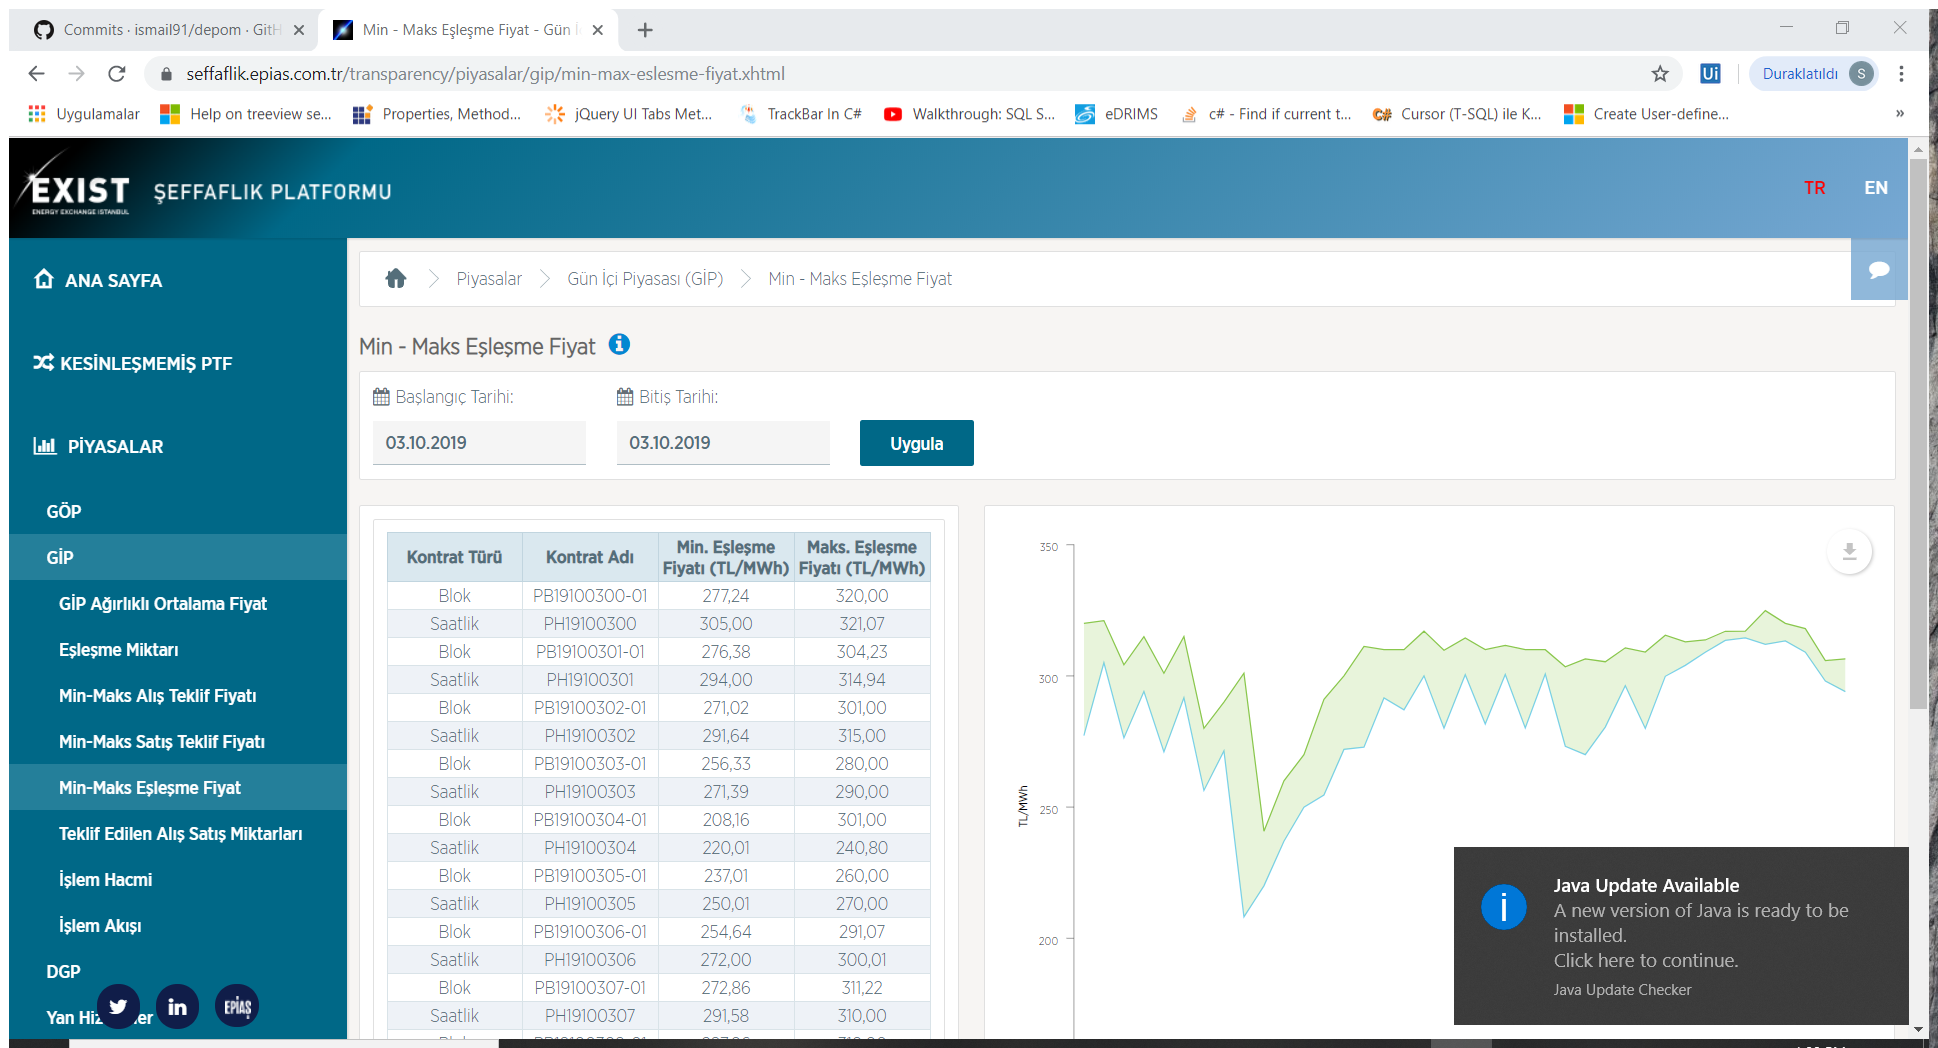 Commits · ismail91/depom · GitH
Min - Maks Eşleşme Fiyat - Gün İ
seffaflik.epias.com.tr/transparency/piyasalar/gip/min-max-eslesme-fiyat.xhtml
Ui
Duraklatıldı
S
Uygulamalar
Help on treeview se...
Properties, Method...
jQuery UI Tabs Met...
TrackBar In C#
Walkthrough: SQL S...
eDRIMS
c# - Find if current t...
Cursor (T-SQL) ile K...
Create User-define...
»
EXIST
ENERGY EXCHANGE ISTANBUL
ŞEFFAFLIK PLATFORMU
TR
EN
ANA SAYFA
KESİNLEŞMEMİŞ PTF
PİYASALAR
GÖP
GİP
GİP Ağırlıklı Ortalama Fiyat
Eşleşme Miktarı
Min-Maks Alış Teklif Fiyatı
Min-Maks Satış Teklif Fiyatı
Min-Maks Eşleşme Fiyat
Teklif Edilen Alış Satış Miktarları
İşlem Hacmi
İşlem Akışı
DGP
Yan Hiz
er
in
EPİAŞ
Piyasalar
Gün İçi Piyasası (GİP)
Min - Maks Eşleşme Fiyat
Min - Maks Eşleşme Fiyat
Başlangıç Tarihi:
Bitiş Tarihi:
03.10.2019
03.10.2019
Uygula
Kontrat Türü Kontrat Adı Min. Eşleşme Fiyatı (TL/MWh) Maks. Eşleşme Fiyatı (TL/MWh)
Blok PB19100300-01 277,24 320,00
Saatlik PH19100300 305,00 321,07
Blok PB19100301-01 276,38 304,23
Saatlik PH19100301 294,00 314,94
Blok PB19100302-01 271,02 301,00
Saatlik PH19100302 291,64 315,00
Blok PB19100303-01 256,33 280,00
Saatlik PH19100303 271,39 290,00
Blok PB19100304-01 208,16 301,00
Saatlik PH19100304 220,01 240,80
Blok PB19100305-01 237,01 260,00
Saatlik PH19100305 250,01 270,00
Blok PB19100306-01 254,64 291,07
Saatlik PH19100306 272,00 300,01
Blok PB19100307-01 272,86 311,22
Saatlik PH19100307 291,58 310,00
350
300
250
200
TL/MWh
Java Update Available
A new version of Java is ready to be
installed.
Click here to continue.
Java Update Checker